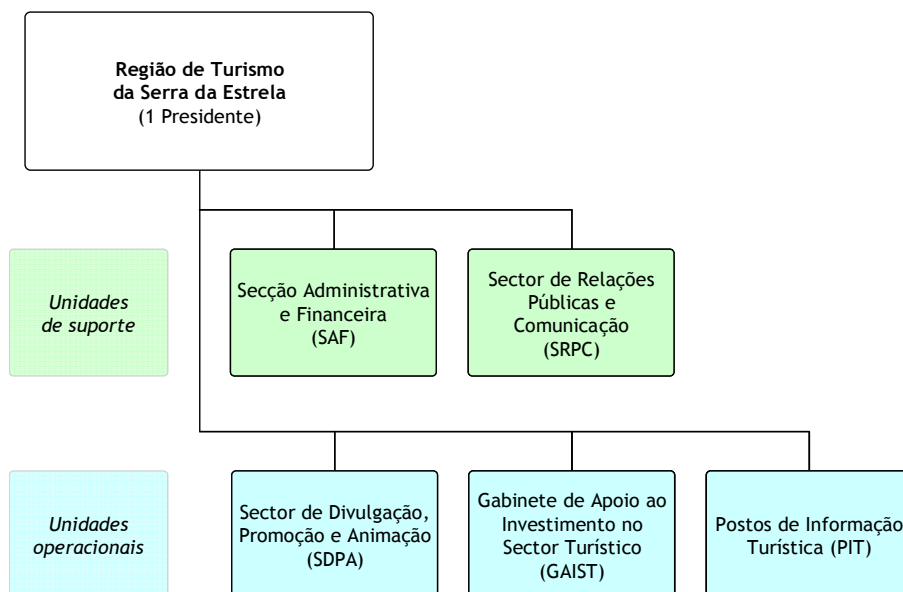 Região de Turismo
da Serra da Estrela
(1 Presidente)
Unidades
de suporte
Secção Administrativa
e Financeira
(SAF)
Sector de Relações
Públicas e
Comunicação
(SRPC)
Unidades
operacionais
Sector de Divulgação,
Promoção e Animação
(SDPA)
Gabinete de Apoio ao
Investimento no
Sector Turístico
(GAIST)
Postos de Informação
Turística (PIT)